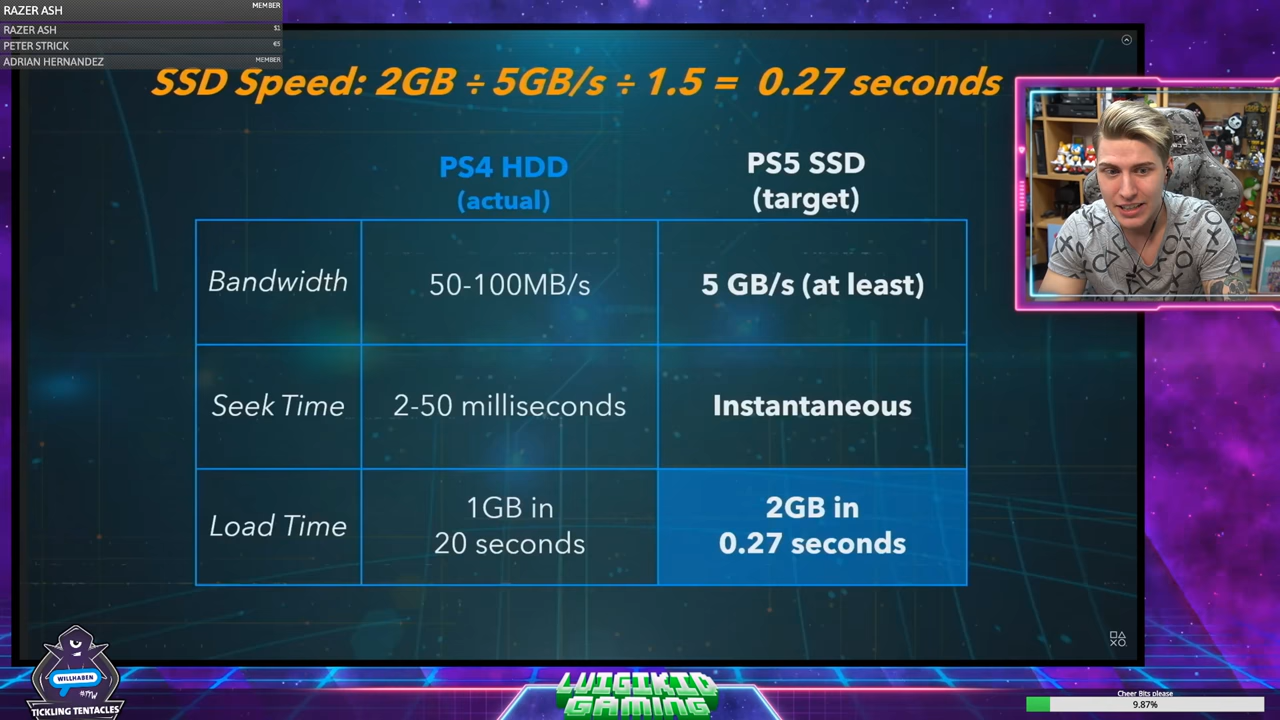 RAZER ASH MEMBER
RAZER ASH $1
PETER STRICK €5
ADRIAN HERNANDEZ MEMBER
SSD Speed: 2GB ÷ 5GB/s ÷ 1.5 = 0.27 seconds
PS4 HDD
(actual)
PS5 SSD
(target)
Bandwidth
50-100MB/s
5 GB/s (at least)
Seek Time
2-50 milliseconds
Instantaneous
Load Time
1GB in
20 seconds
2GB in
0.27 seconds
WILLHABEN
#TW
TICKLING TENTACLES
LUIGIKID
GAMING
Cheer Bits please
9.87%